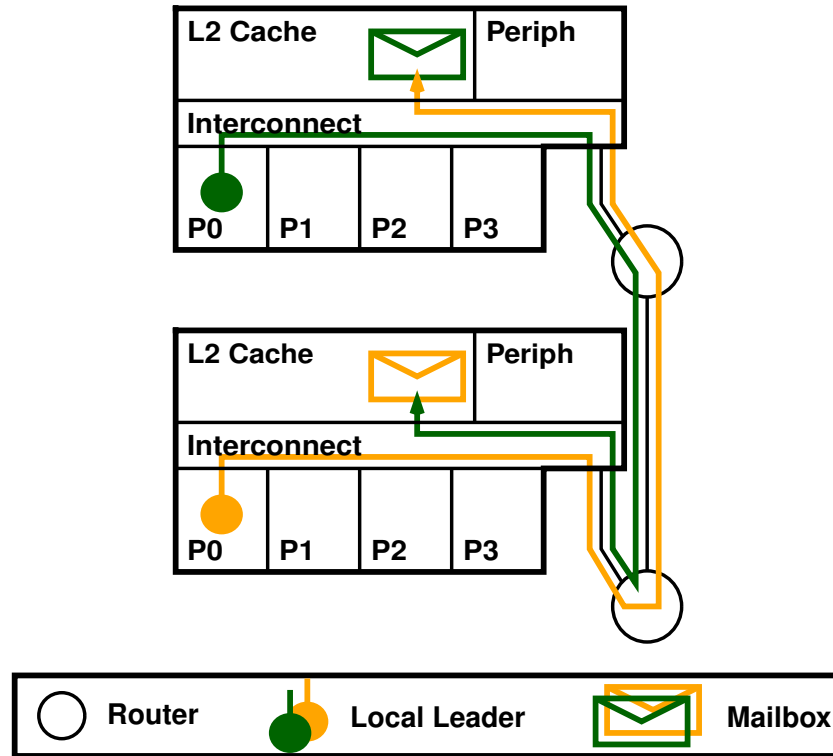 L2 Cache Periph
Interconnect
P0 P1 P2 P3
L2 Cache Periph
Interconnect
P0 P1 P2 P3
Router Local Leader Mailbox